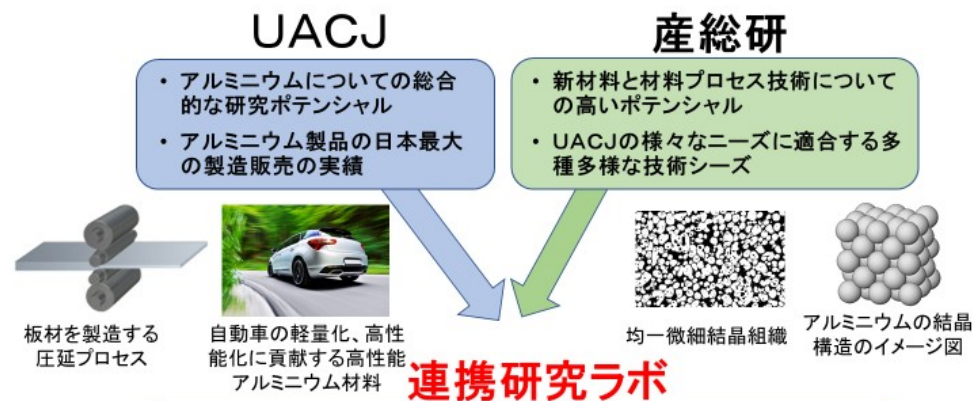 UACJ
・ アルミニウムについての総合
的な研究ポテンシャル
・ アルミニウム製品の日本最大
の製造販売の実績
産総研
・ 新材料と材料プロセス技術について
の高いポテンシャル
・ UACJの様々なニーズに適合する多
種多様な技術シーズ
板材を製造する
圧延プロセス
自動車の軽量化、高性
能化に貢献する高性能
アルミニウム材料
均一微細結晶組織
アルミニウムの結晶
構造のイメージ図
連携研究ラボ